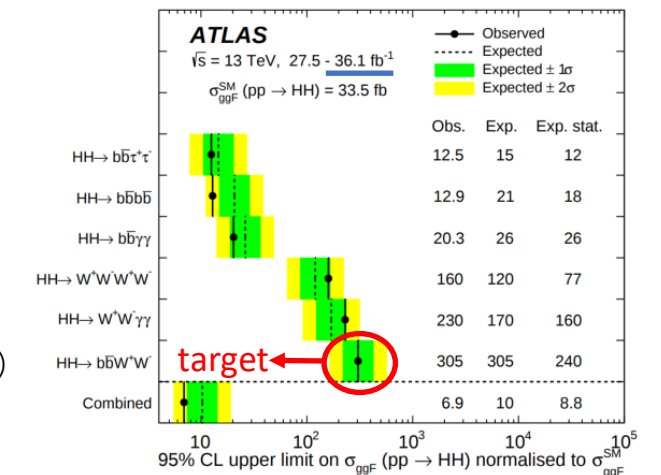 ATLAS
√s = 13 TeV, 27.5 - 36.1 fb⁻¹
σ^SM_ggF (pp → HH) = 33.5 fb
Observed
Expected
Expected ± 1σ
Expected ± 2σ
Obs. Exp. Exp. stat.
HH→ bb̄τ⁺τ⁻ 12.5 15 12
HH→ bb̄bb̄ 12.9 21 18
HH→ bb̄γγ 20.3 26 26
HH→ W⁺W⁻W⁺W⁻ 160 120 77
HH→ W⁺W⁻γγ 230 170 160
) HH→ bb̄W⁺W⁻ target 305 305 240
Combined 6.9 10 8.8
10 10² 10³ 10⁴ 10⁵
95% CL upper limit on σ_ggF (pp → HH) normalised to σ^SM_ggF